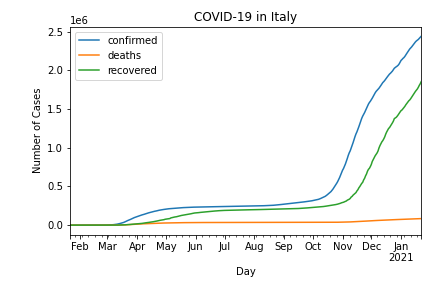 COVID-19 in Italy
1e6
confirmed
deaths
recovered
2.5
2.0
1.5
1.0
0.5
0.0
Number of Cases
Feb Mar Apr May Jun Jul Aug Sep Oct Nov Dec Jan
2021
Day